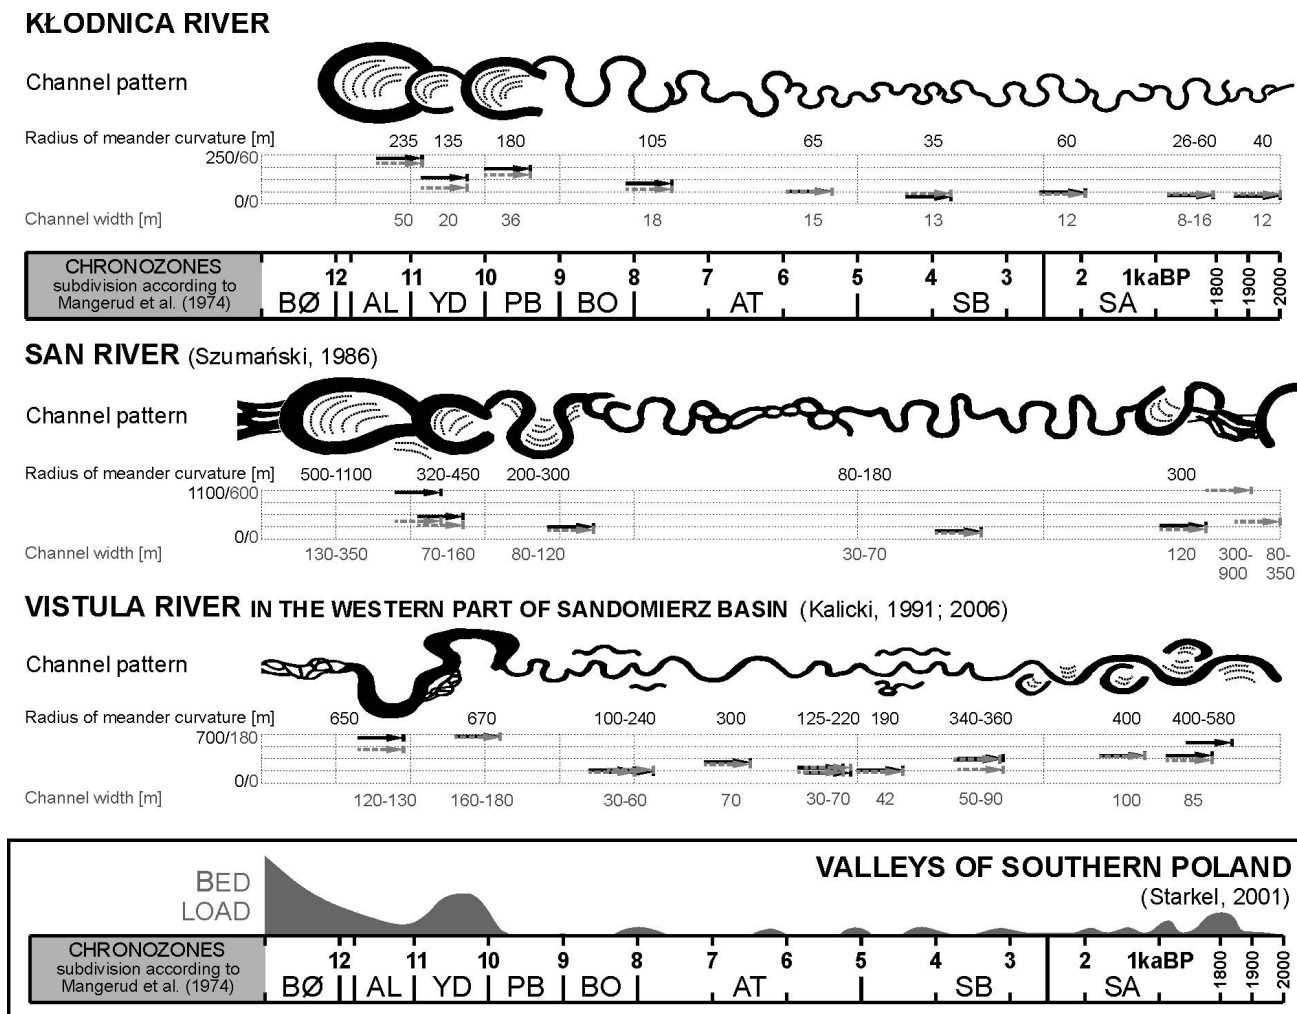 KŁODNICA RIVER
Channel pattern
Radius of meander curvature [m] 235 135 180 105 65 35 60 26-60 40
250/60
0/0
Channel width [m] 50 20 36 18 15 13 12 8-16 12
CHRONOZONES
subdivision according to
Mangerud et al. (1974)
12 11 10 9 8 7 6 5 4 3 2 1kaBP 1800 1900 2000
BØ AL YD PB BO AT SB SA
SAN RIVER (Szumański, 1986)
Channel pattern
Radius of meander curvature [m] 500-1100 320-450 200-300 80-180 300
1100/600
0/0
Channel width [m] 130-350 70-160 80-120 30-70 120 300-900 80-350
VISTULA RIVER IN THE WESTERN PART OF SANDOMIERZ BASIN (Kalicki, 1991; 2006)
Channel pattern
Radius of meander curvature [m] 650 670 100-240 300 125-220 190 340-360 400 400-580
700/180
0/0
Channel width [m] 120-130 160-180 30-60 70 30-70 42 50-90 100 85
VALLEYS OF SOUTHERN POLAND
(Starkel, 2001)
BED
LOAD
CHRONOZONES
subdivision according to
Mangerud et al. (1974)
12 11 10 9 8 7 6 5 4 3 2 1kaBP 1800 1900 2000
BØ AL YD PB BO AT SB SA